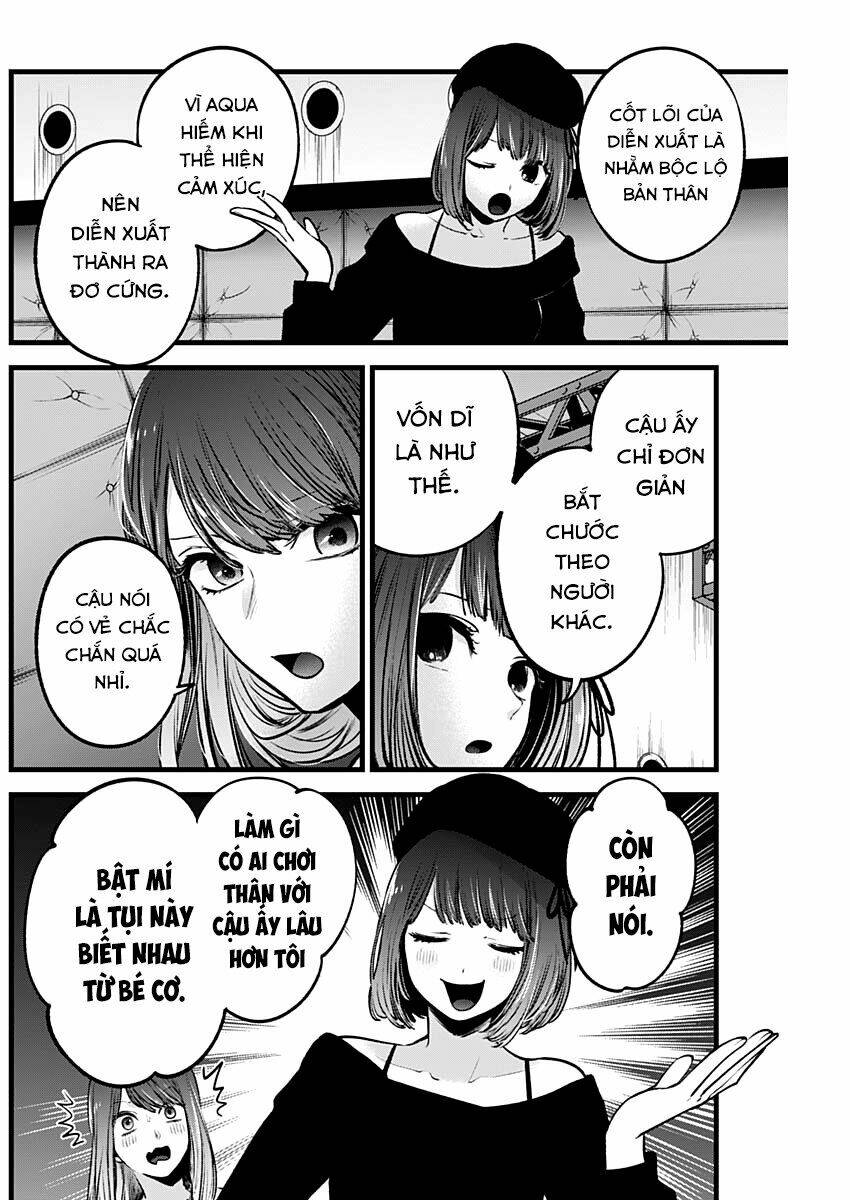 CỐT LÕI CỦA
DIỄN XUẤT LÀ
NHẰM BỘC LỘ
BẢN THÂN
VÌ AQUA
HIẾM KHI
THỂ HIỆN
CẢM XÚC,
NÊN
DIỄN XUẤT
THÀNH RA
ĐƠ CỨNG.
CẬU ẤY
CHỈ ĐƠN
GIẢN
BẮT
CHƯỚC
THEO
NGƯỜI
KHÁC.
VỐN DĨ
LÀ NHƯ
THẾ.
CẬU NÓI
CÓ VẺ CHẮC
CHẮN QUÁ
NHỈ.
CÒN
PHẢI
NÓI.
LÀM GÌ
CÓ AI CHƠI
THÂN VỚI
CẬU ẤY LÂU
HƠN TÔI
BẬT MÍ
LÀ TỤI NÀY
BIẾT NHAU
TỪ BÉ CƠ.